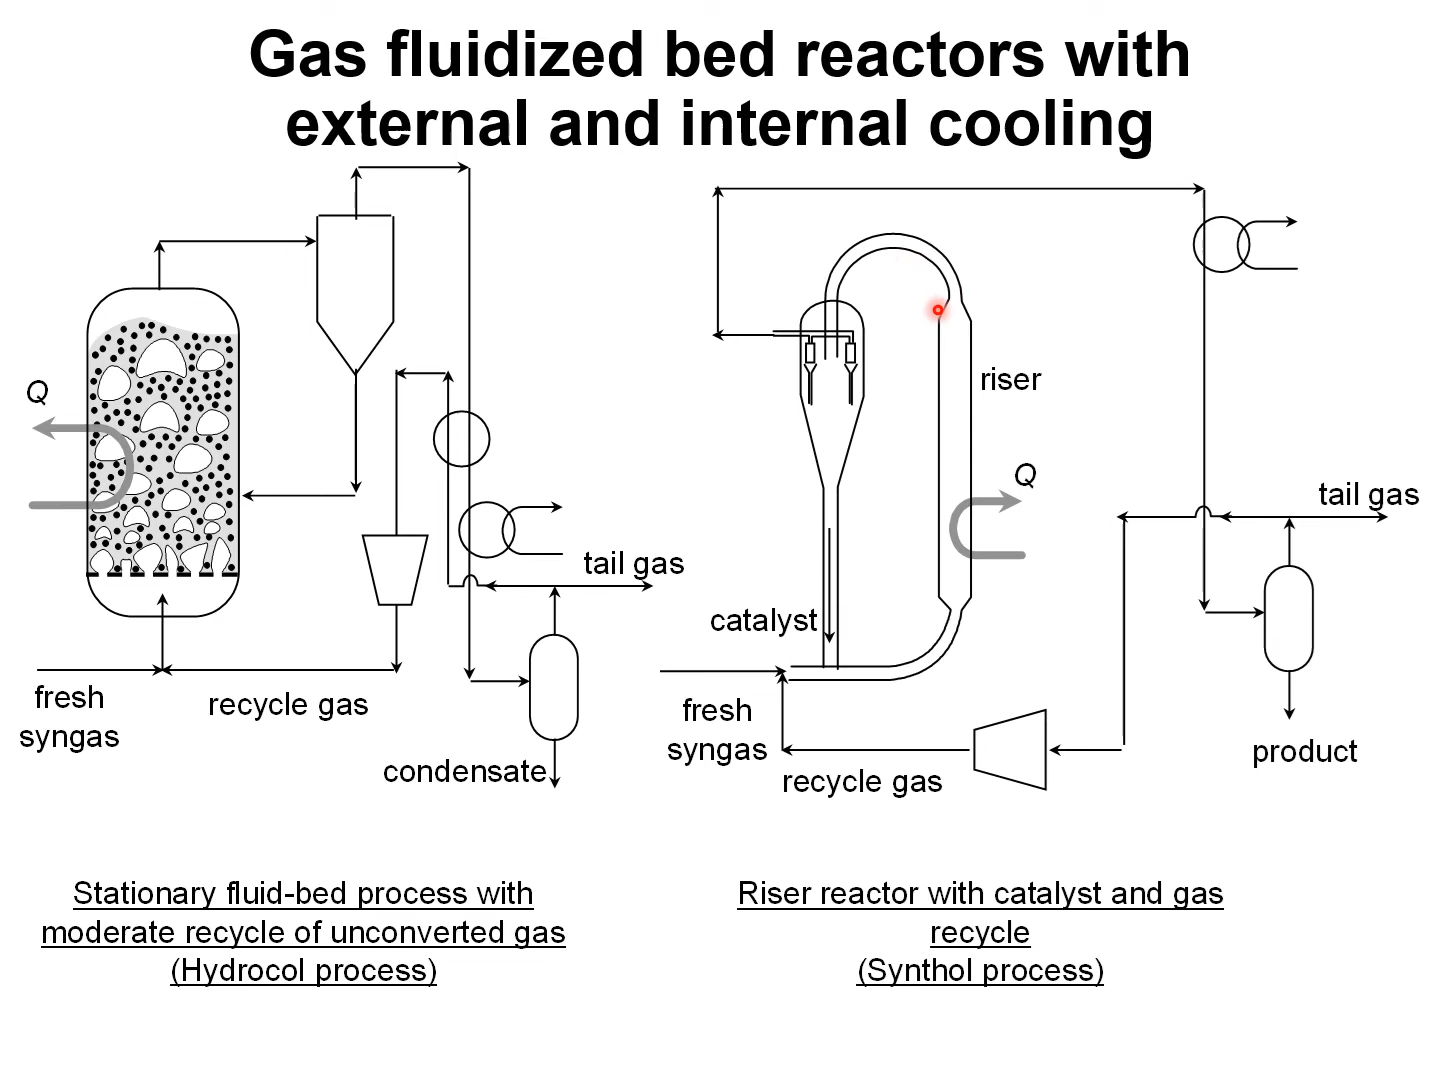 Gas fluidized bed reactors with
external and internal cooling
Q
tail gas
fresh
syngas
recycle gas
condensate
riser
Q
tail gas
catalyst
fresh
syngas
recycle gas
product
Stationary fluid-bed process with
moderate recycle of unconverted gas
(Hydrocol process)
Riser reactor with catalyst and gas
recycle
(Synthol process)